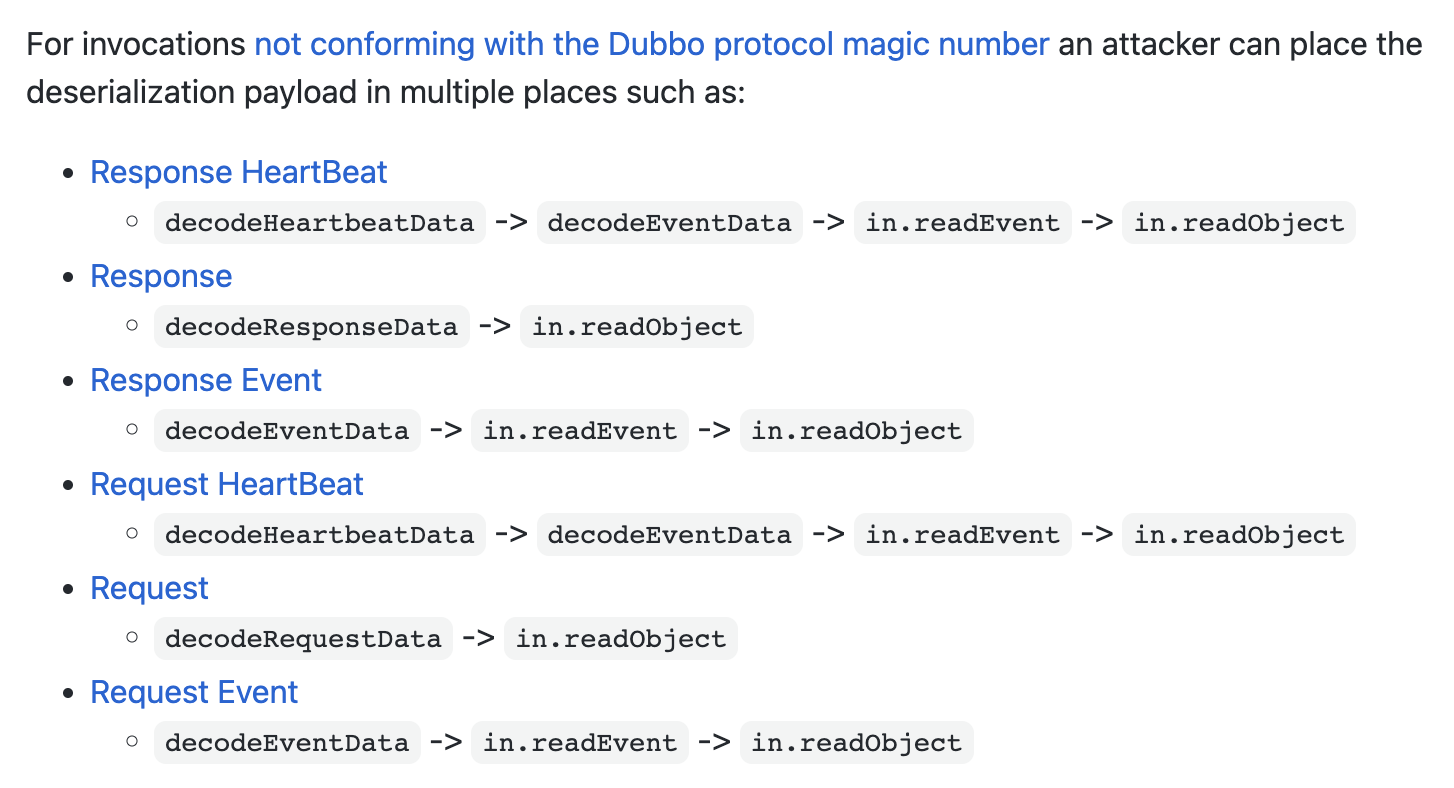 For invocations not conforming with the Dubbo protocol magic number an attacker can place the
deserialization payload in multiple places such as:
Response HeartBeat
decodeHeartbeatData -> decodeEventData -> in.readEvent -> in.readObject
Response
decodeResponseData -> in.readObject
Response Event
decodeEventData -> in.readEvent -> in.readObject
Request HeartBeat
decodeHeartbeatData -> decodeEventData -> in.readEvent -> in.readObject
Request
decodeRequestData -> in.readObject
Request Event
decodeEventData -> in.readEvent -> in.readObject